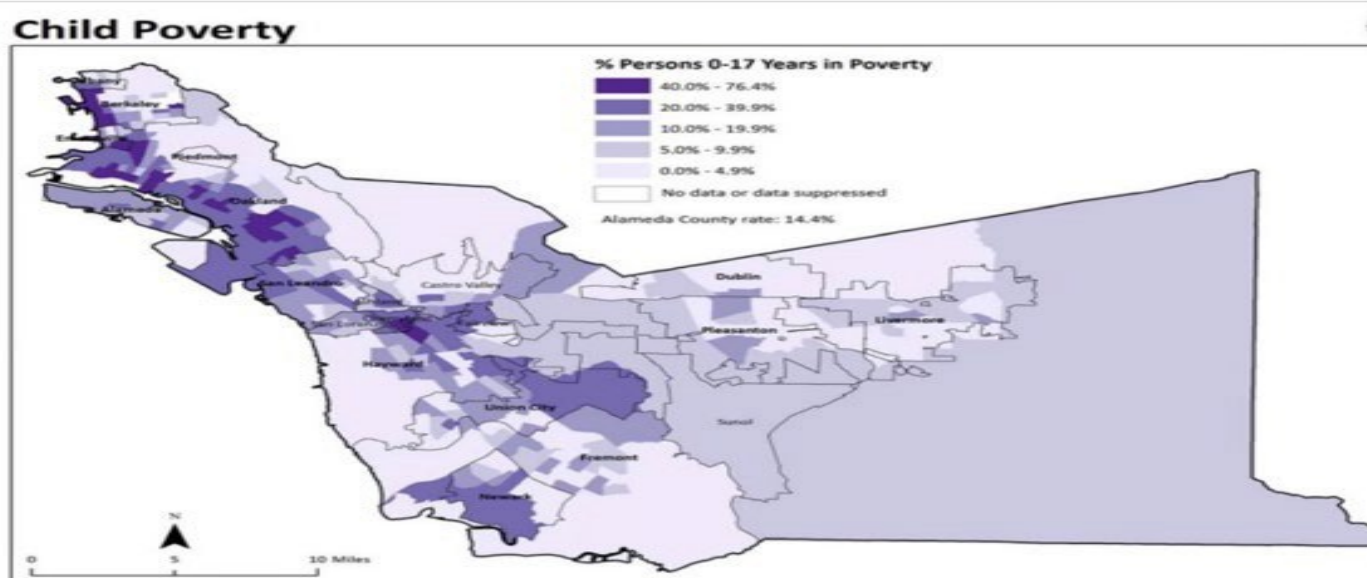 Child Poverty
% Persons 0-17 Years in Poverty
40.0% - 76.4%
20.0% - 39.9%
10.0% - 19.9%
5.0% - 9.9%
0.0% - 4.9%
No data or data suppressed
Alameda County rate: 14.4%
Berkeley
Piedmont
Oakland
Alameda
San Leandro
Castro Valley
Dublin
Pleasanton
Livermore
Hayward
Union City
Sunol
Fremont
Newark
N
0 5 10 Miles